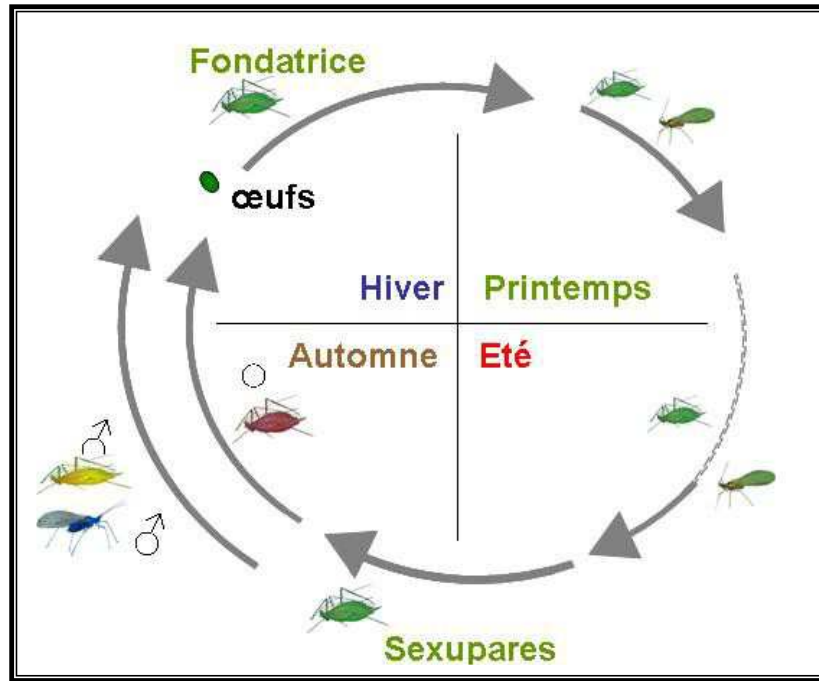 Fondatrice
œufs
Hiver
Printemps
Automne
Eté
♂
♂
Sexupares